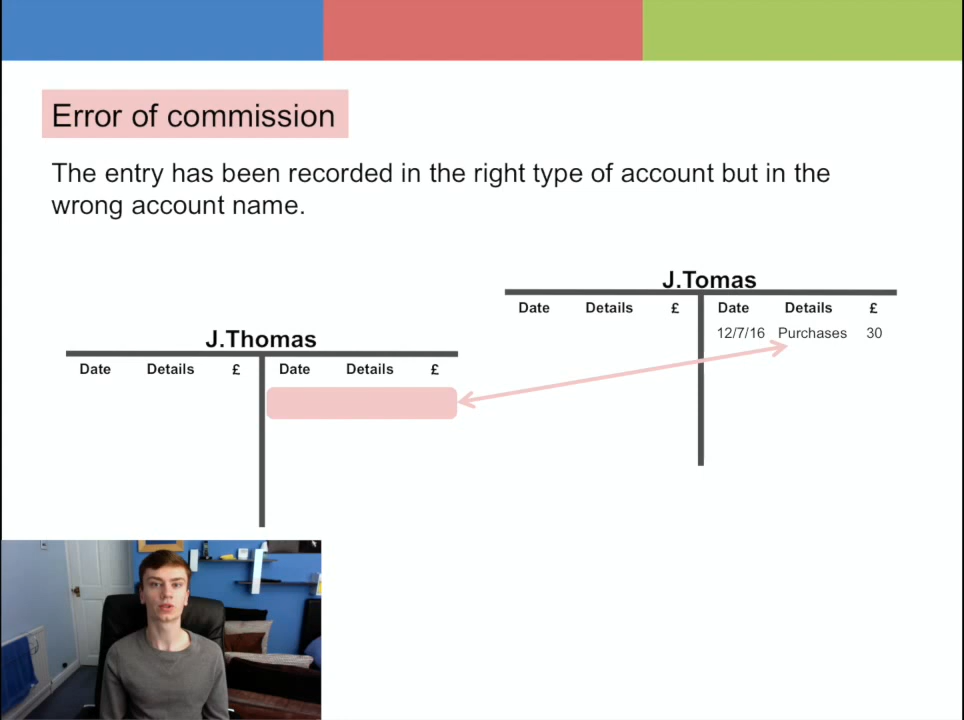 Error of commission
The entry has been recorded in the right type of account but in the
wrong account name.
J.Thomas
Date Details £ Date Details £
J.Tomas
Date Details £ Date Details £
12/7/16 Purchases 30